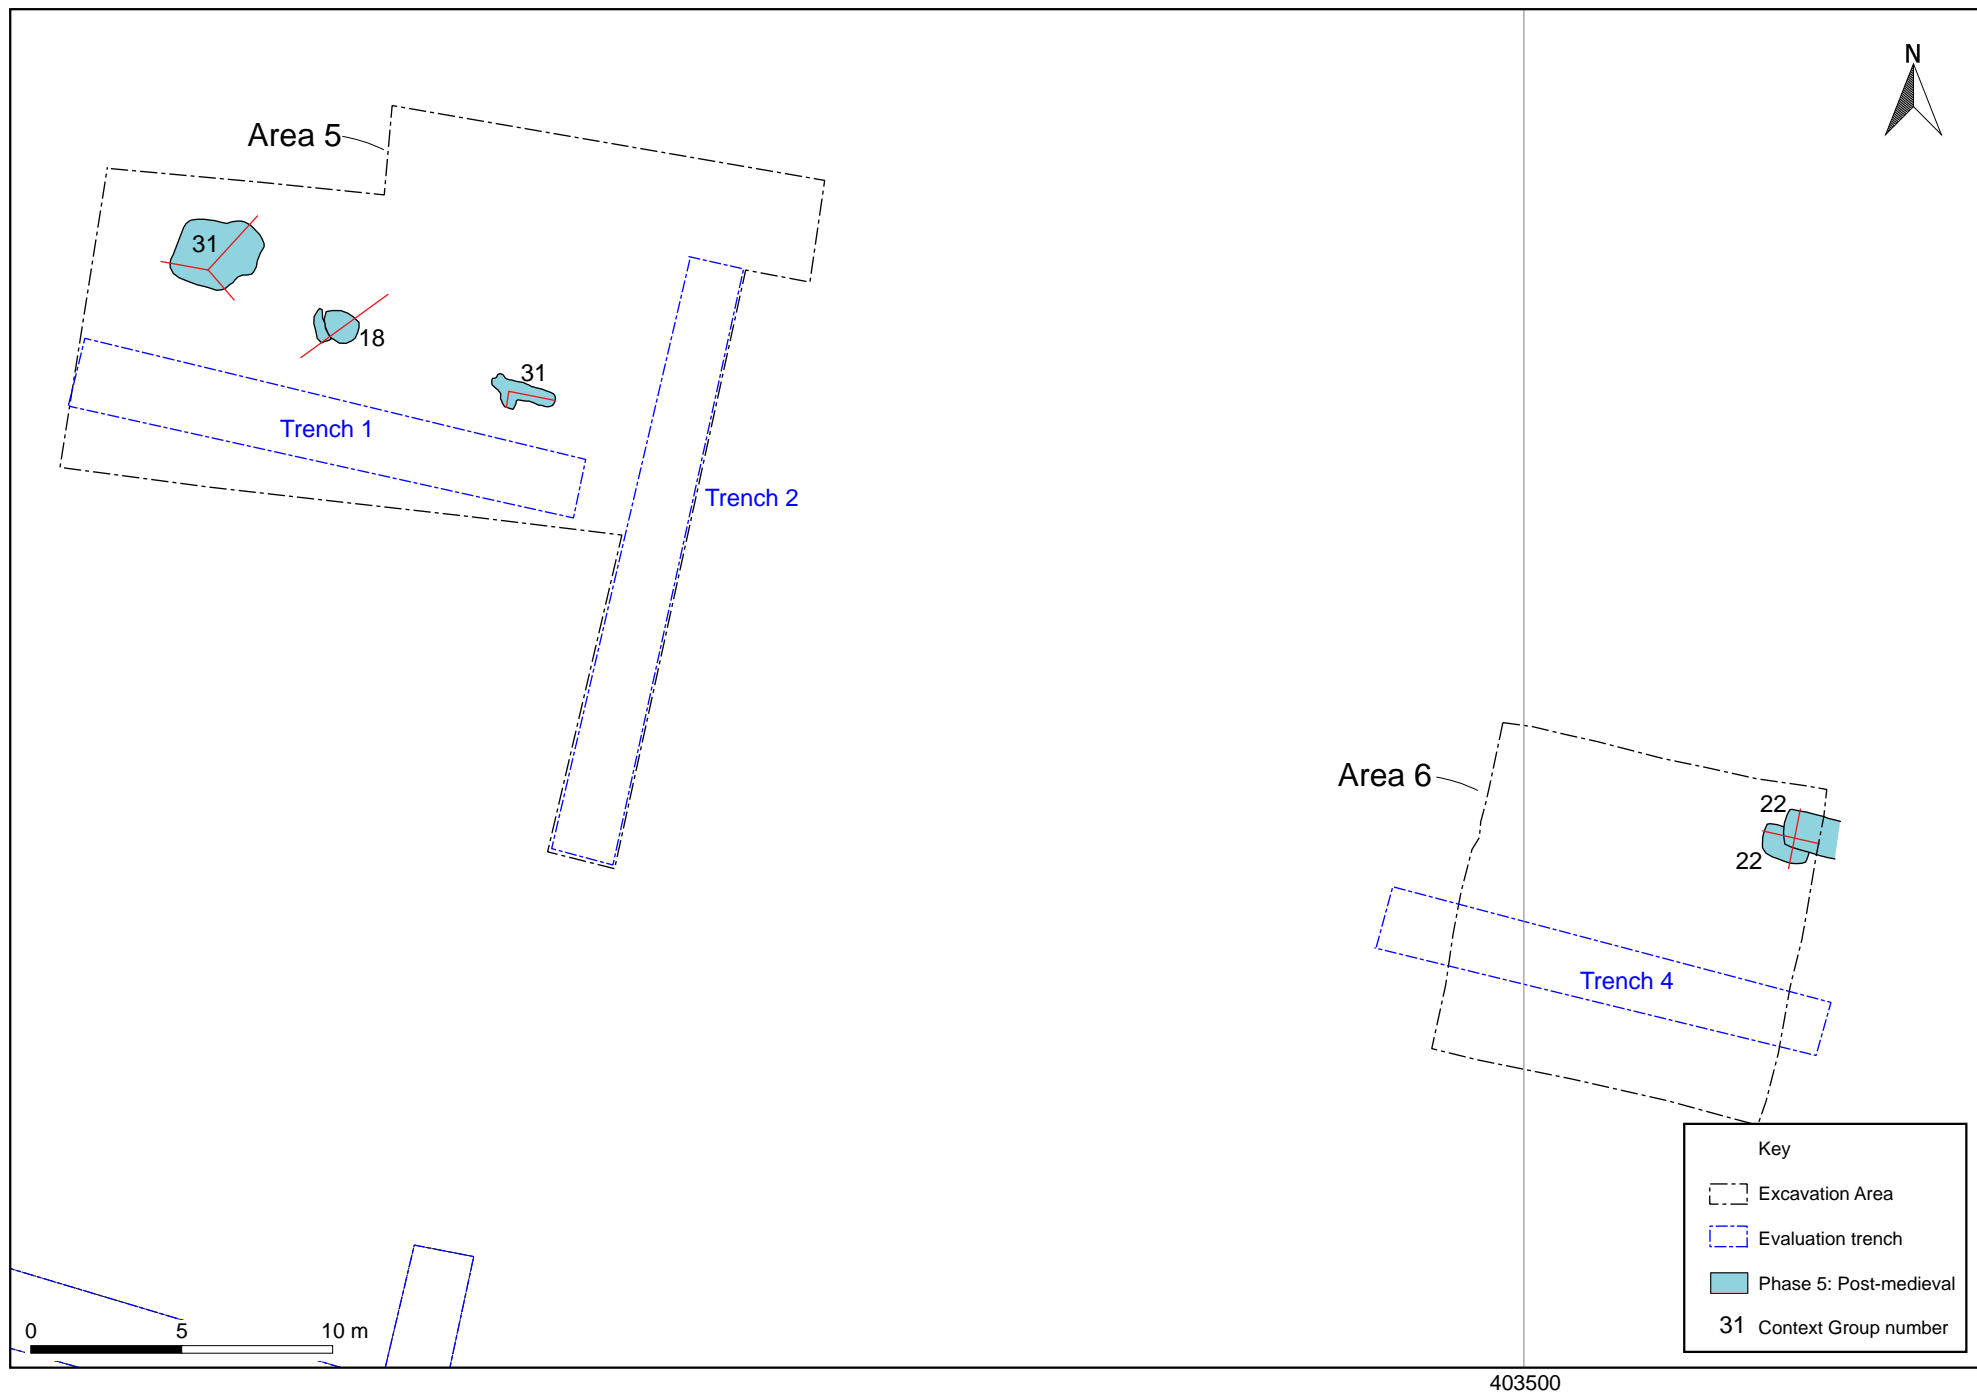 N
Area 5
31
18
31
Trench 1
Trench 2
Area 6
22
22
Trench 4
Key
Excavation Area
Evaluation trench
Phase 5: Post-medieval
31 Context Group number
0 5 10 m
403500